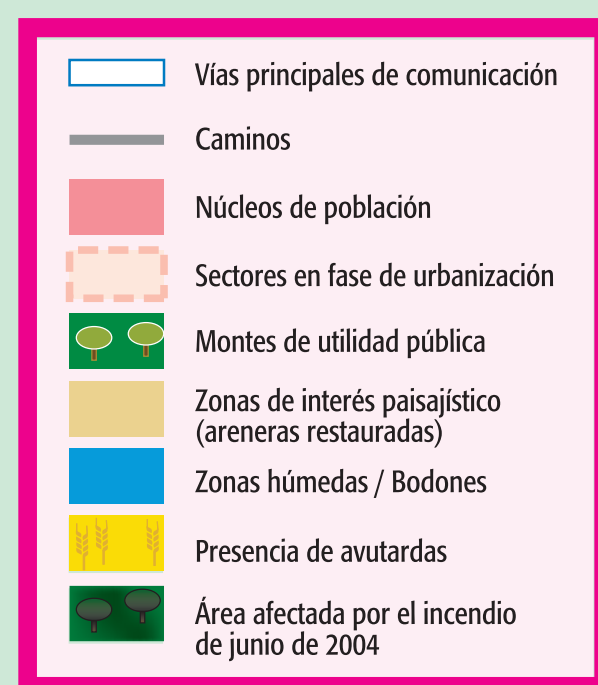 Vías principales de comunicación
Caminos
Núcleos de población
Sectores en fase de urbanización
Montes de utilidad pública
Zonas de interés paisajístico
(areneras restauradas)
Zonas húmedas / Bodones
Presencia de avutardas
Área afectada por el incendio
de junio de 2004